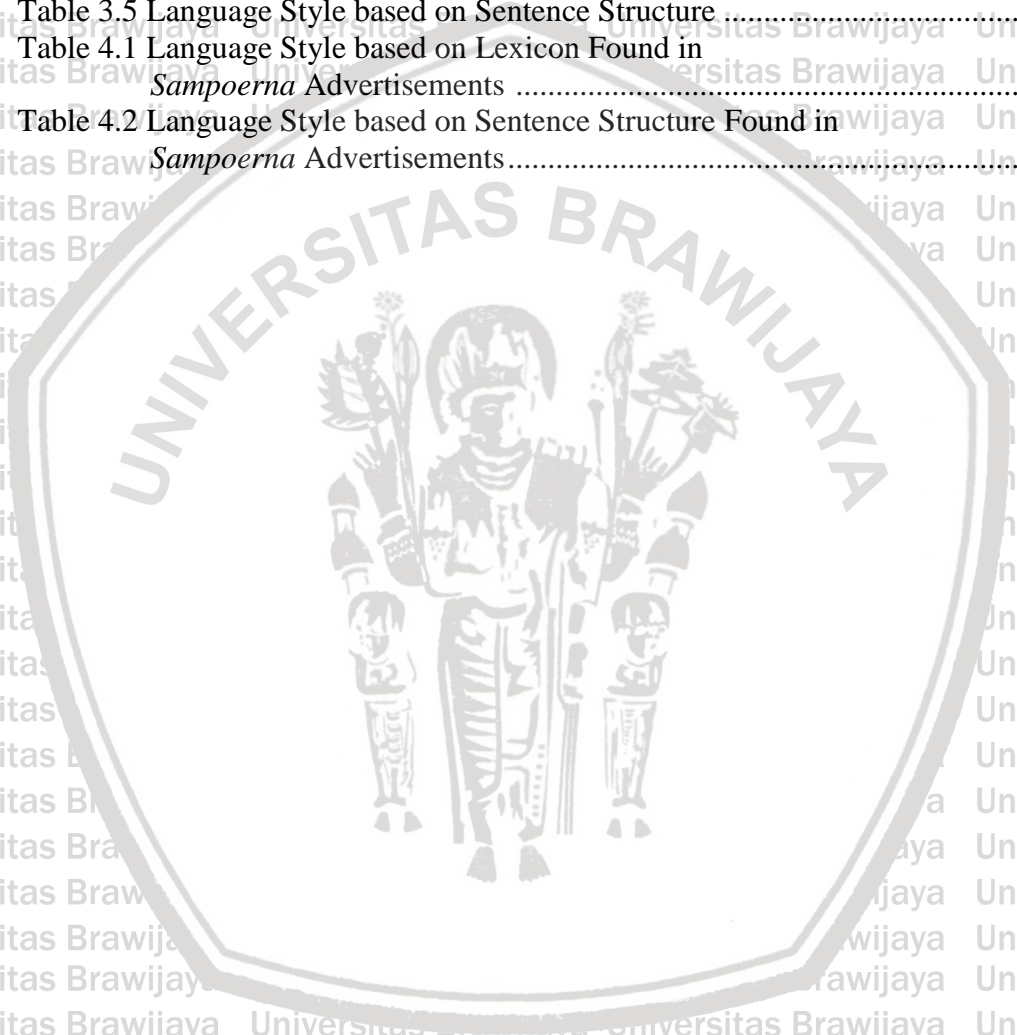 Table 3.5 Language Style based on Sentence Structure ....................................
Table 4.1 Language Style based on Lexicon Found in
Sampoerna Advertisements ....................................................................
Table 4.2 Language Style based on Sentence Structure Found in
Sampoerna Advertisements.....................................................................
UNIVERSITAS BRAWIJAYA